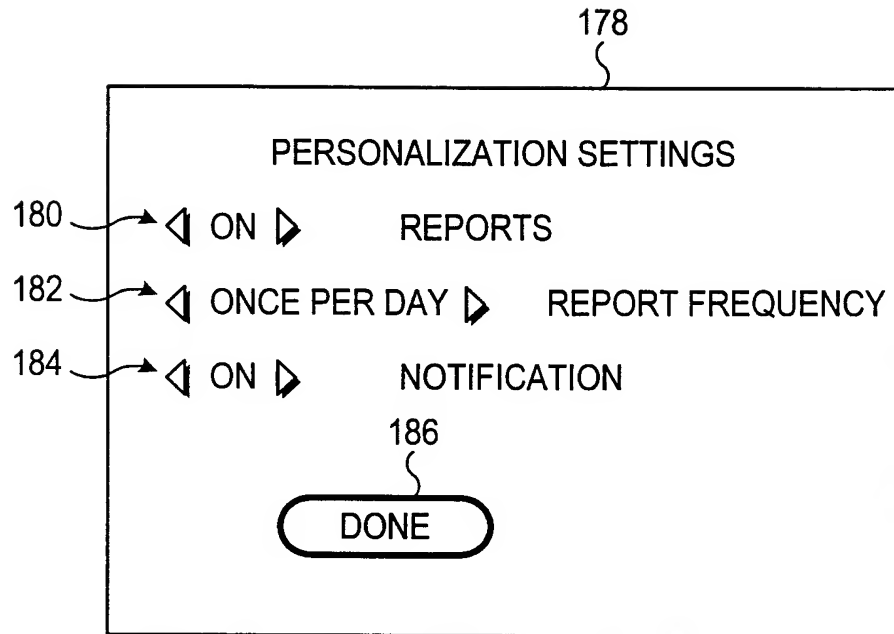 178
PERSONALIZATION SETTINGS
180 ON REPORTS
182 ONCE PER DAY REPORT FREQUENCY
184 ON NOTIFICATION
186
DONE